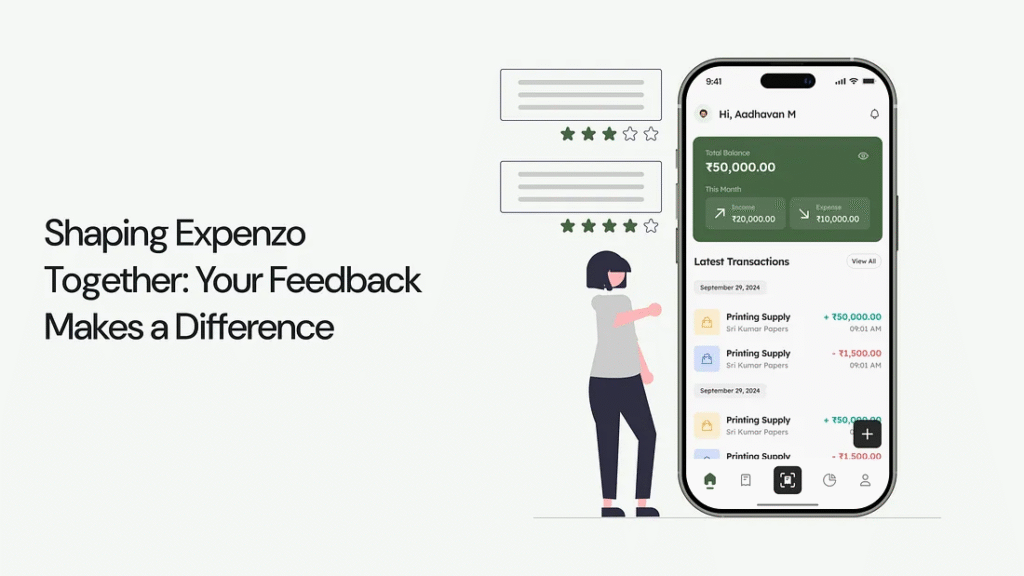 Shaping Expenzo
Together: Your Feedback
Makes a Difference
9:41
Hi, Aadhavan M
Total Balance
₹50,000.00
This Month
Income
₹20,000.00
Expense
₹10,000.00
Latest Transactions
View All
September 29, 2024
Printing Supply
+ ₹50,000.00
Sri Kumar Papers
09:01 AM
Printing Supply
- ₹1,500.00
Sri Kumar Papers
09:01 AM
September 29, 2024
Printing Supply
+ ₹50,000.00
Sri Kumar Papers
Printing Supply
- ₹1,500.00